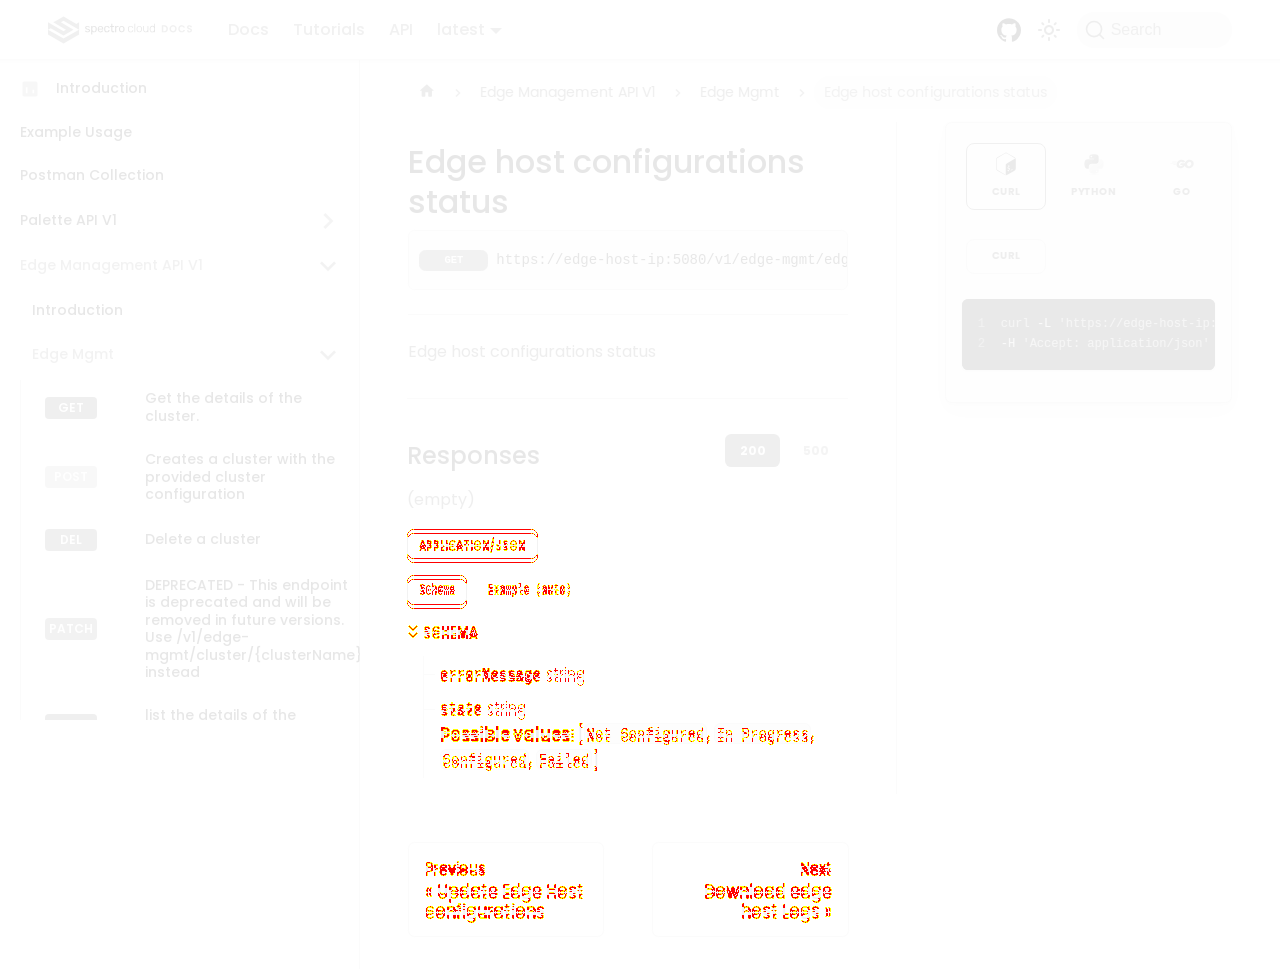 spectro cloud DOCS
Docs Tutorials API latest
Search
Introduction
Example Usage
Postman Collection
Palette API V1
Edge Management API V1
Introduction
Edge Mgmt
GET Get the details of the
cluster.
POST Creates a cluster with the
provided cluster
configuration
DEL Delete a cluster
PATCH DEPRECATED - This endpoint
is deprecated and will be
removed in future versions.
Use /v1/edge-
mgmt/cluster/{clusterName}
instead
list the details of the
Edge Management API V1 Edge Mgmt Edge host configurations status
Edge host configurations
status
GET https://edge-host-ip:5080/v1/edge-mgmt/edg
Edge host configurations status
Responses
200 500
(empty)
APPLICATION/JSON
Schema Example (auto)
SCHEMA
errorMessage string
state string
Possible values: [Not Configured, In Progress,
Configured, Failed]
Previous
« Update Edge Host
configurations
Next
Download edge
host logs »
CURL PYTHON GO
CURL
1 curl -L 'https://edge-host-ip:
2 -H 'Accept: application/json'